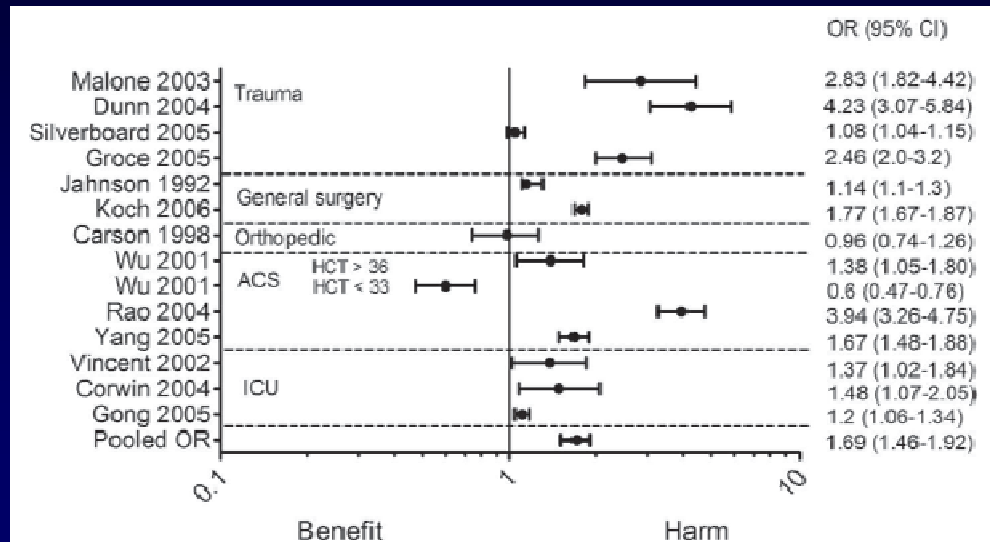 OR (95% CI)
Malone 2003 Trauma 2.83 (1.82-4.42)
Dunn 2004 4.23 (3.07-5.84)
Silverboard 2005 1.08 (1.04-1.15)
Groce 2005 2.46 (2.0-3.2)
Jahnson 1992 General surgery 1.14 (1.1-1.3)
Koch 2006 1.77 (1.67-1.87)
Carson 1998 Orthopedic 0.96 (0.74-1.26)
Wu 2001 ACS HCT > 36 1.38 (1.05-1.80)
Wu 2001 HCT < 33 0.6 (0.47-0.76)
Rao 2004 3.94 (3.26-4.75)
Yang 2005 1.67 (1.48-1.88)
Vincent 2002 1.37 (1.02-1.84)
Corwin 2004 ICU 1.48 (1.07-2.05)
Gong 2005 1.2 (1.06-1.34)
Pooled OR 1.69 (1.46-1.92)
0.1 1 10
Benefit Harm